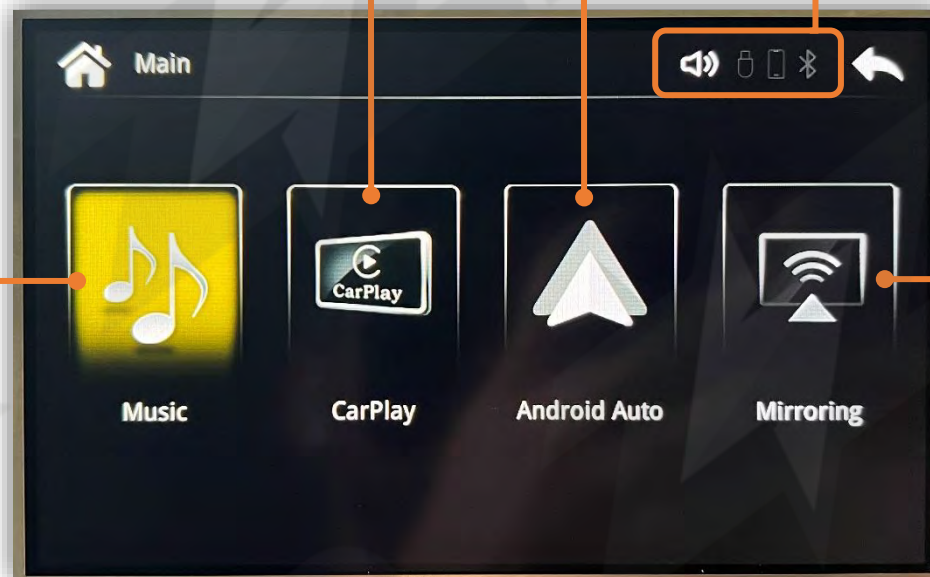 Main
CarPlay
Music
CarPlay
Android Auto
Mirroring